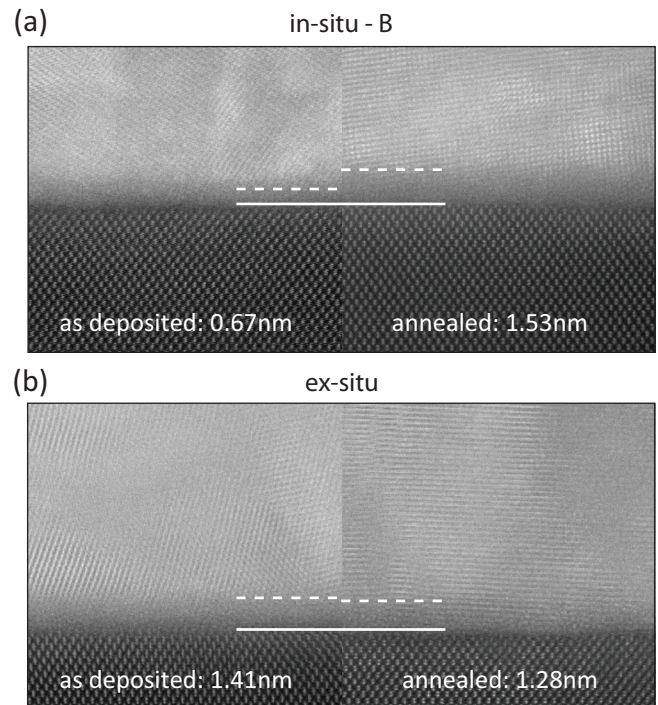 (a)
in-situ - B
as deposited: 0.67nm
annealed: 1.53nm
(b)
ex-situ
as deposited: 1.41nm
annealed: 1.28nm